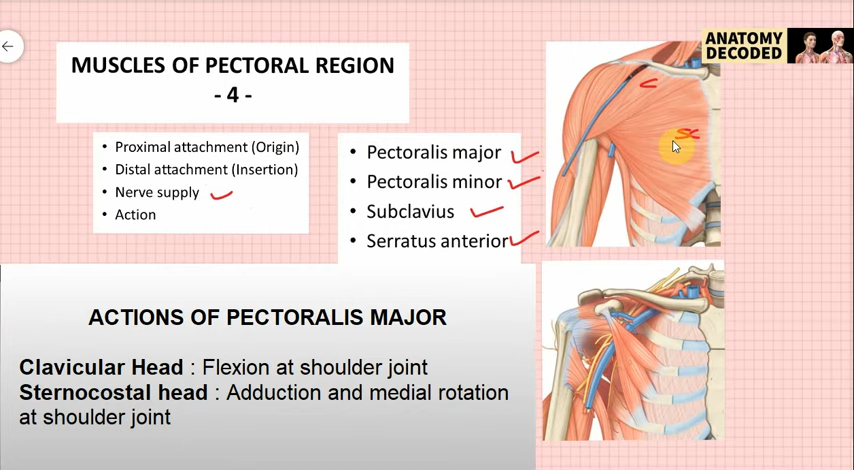 ANATOMY
DECODED
MUSCLES OF PECTORAL REGION
- 4 -
• Proximal attachment (Origin)
• Distal attachment (Insertion)
• Nerve supply
• Action
• Pectoralis major
• Pectoralis minor
• Subclavius
• Serratus anterior
C
SC
ACTIONS OF PECTORALIS MAJOR
Clavicular Head : Flexion at shoulder joint
Sternocostal head : Adduction and medial rotation
at shoulder joint